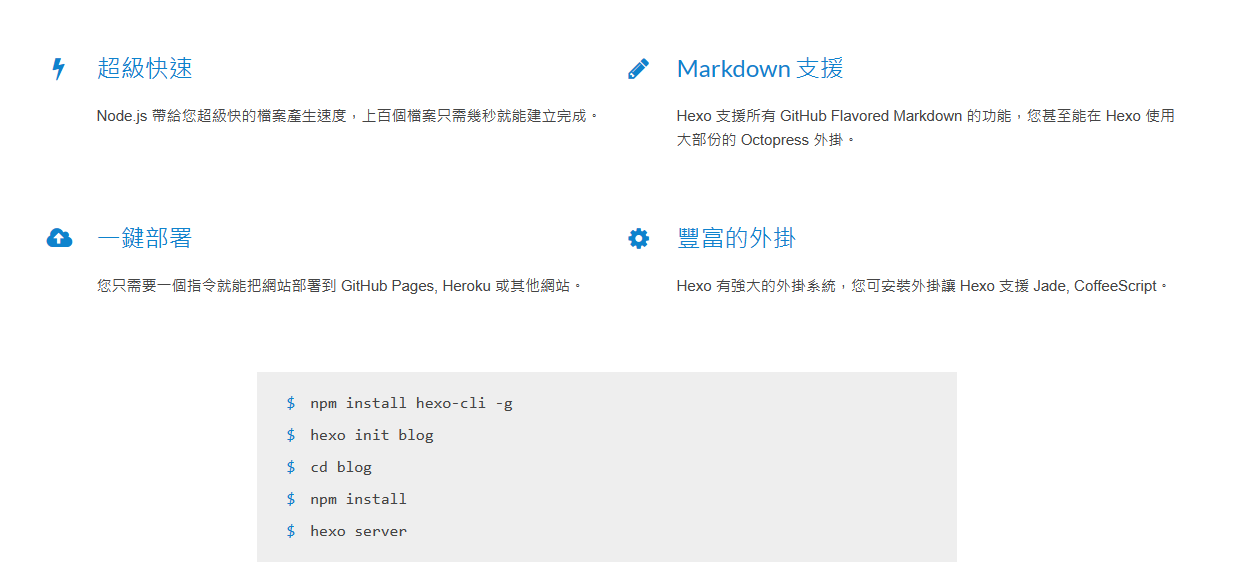 超級快速
Node.js 帶給您超級快的檔案產生速度，上百個檔案只需幾秒就能建立完成。
Markdown 支援
Hexo 支援所有 GitHub Flavored Markdown 的功能，您甚至能在 Hexo 使用
大部份的 Octopress 外掛。
一鍵部署
您只需要一個指令就能把網站部署到 GitHub Pages, Heroku 或其他網站。
豐富的外掛
Hexo 有強大的外掛系統，您可安裝外掛讓 Hexo 支援 Jade, CoffeeScript。
$ npm install hexo-cli -g
$ hexo init blog
$ cd blog
$ npm install
$ hexo server